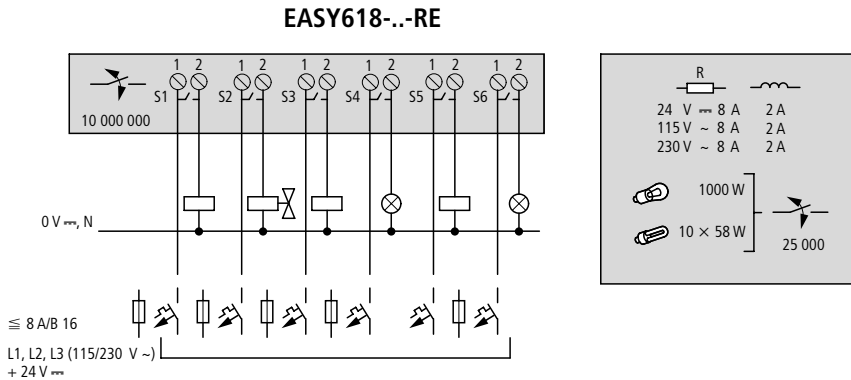 EASY618-..-RE
1 2 1 2 1 2 1 2 1 2 1 2
S1 S2 S3 S4 S5 S6
10 000 000
0 V ⎓, N
≦ 8 A/B 16
L1, L2, L3 (115/230 V ~)
+ 24 V ⎓
R
24 V ⎓ 8 A 2 A
115 V ~ 8 A 2 A
230 V ~ 8 A 2 A
1000 W
10 × 58 W
25 000